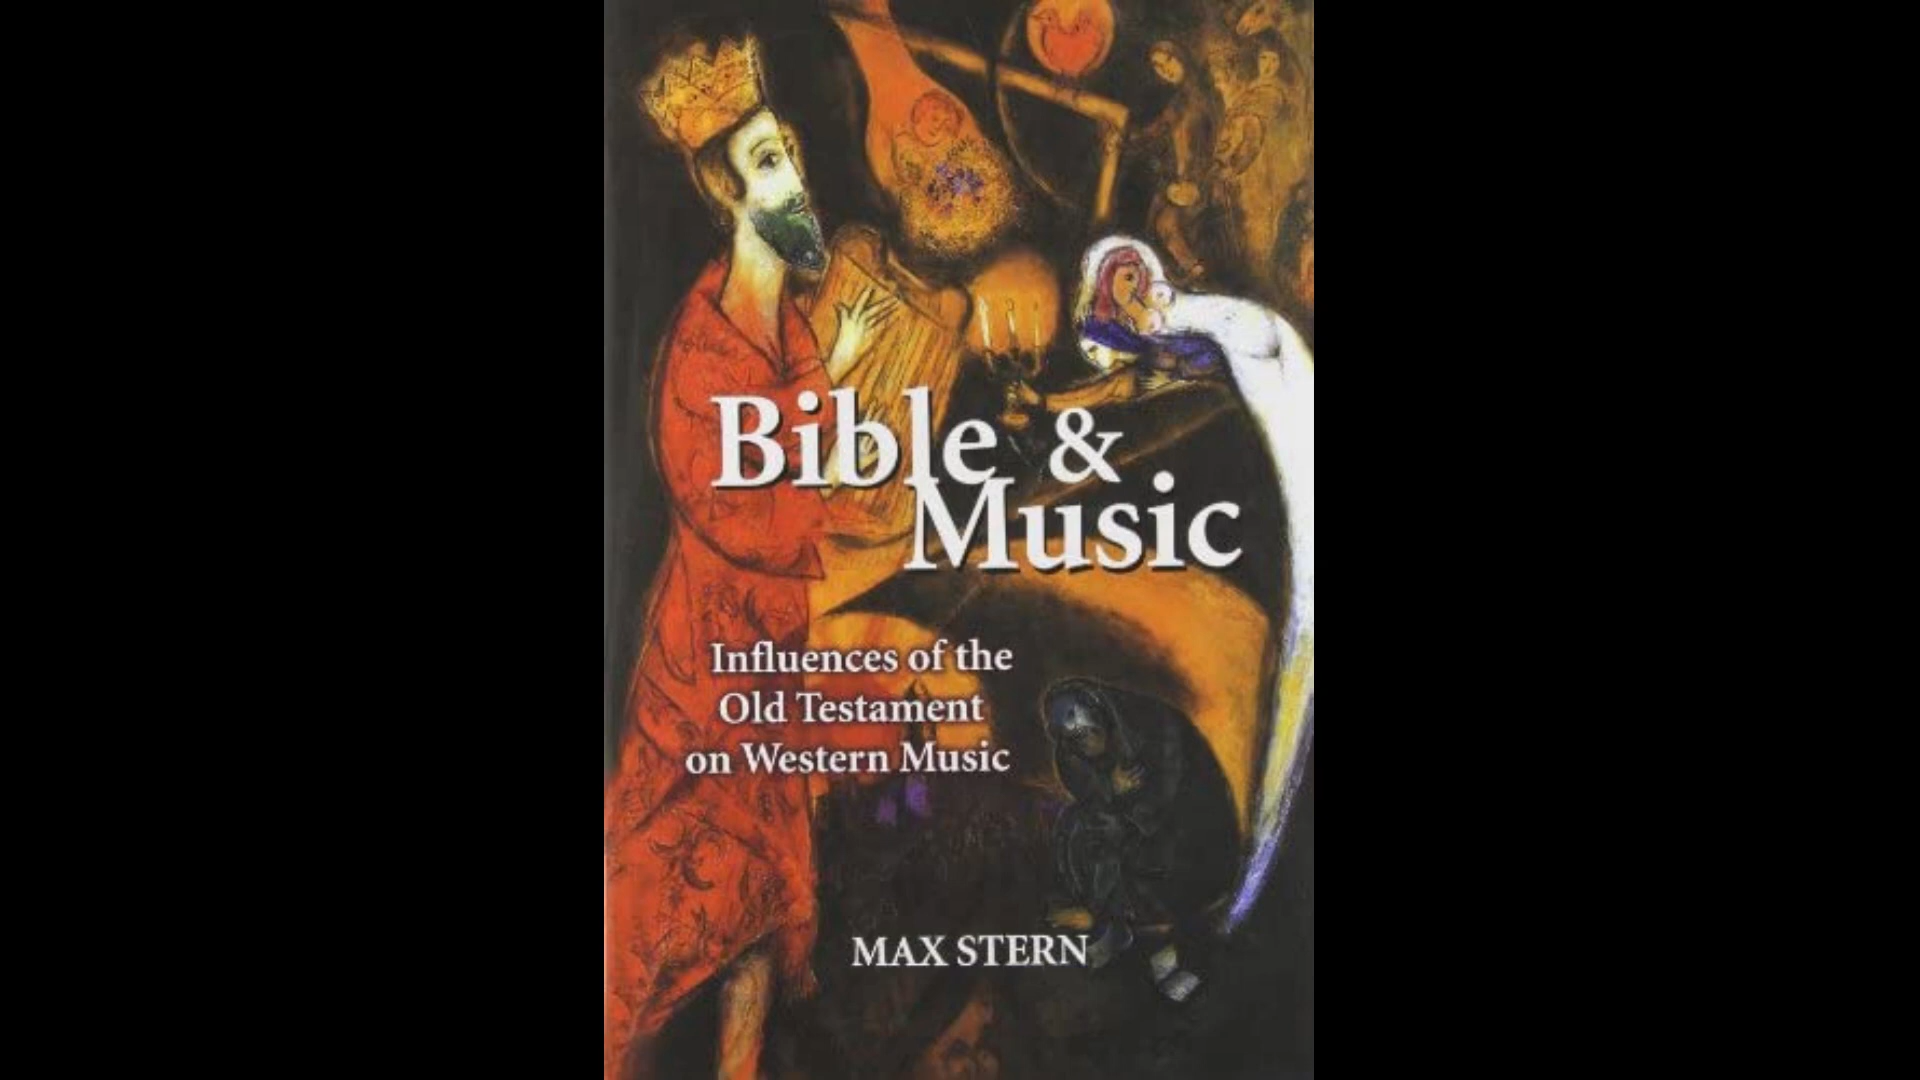 Bible &
Music
Influences of the
Old Testament
on Western Music
MAX STERN